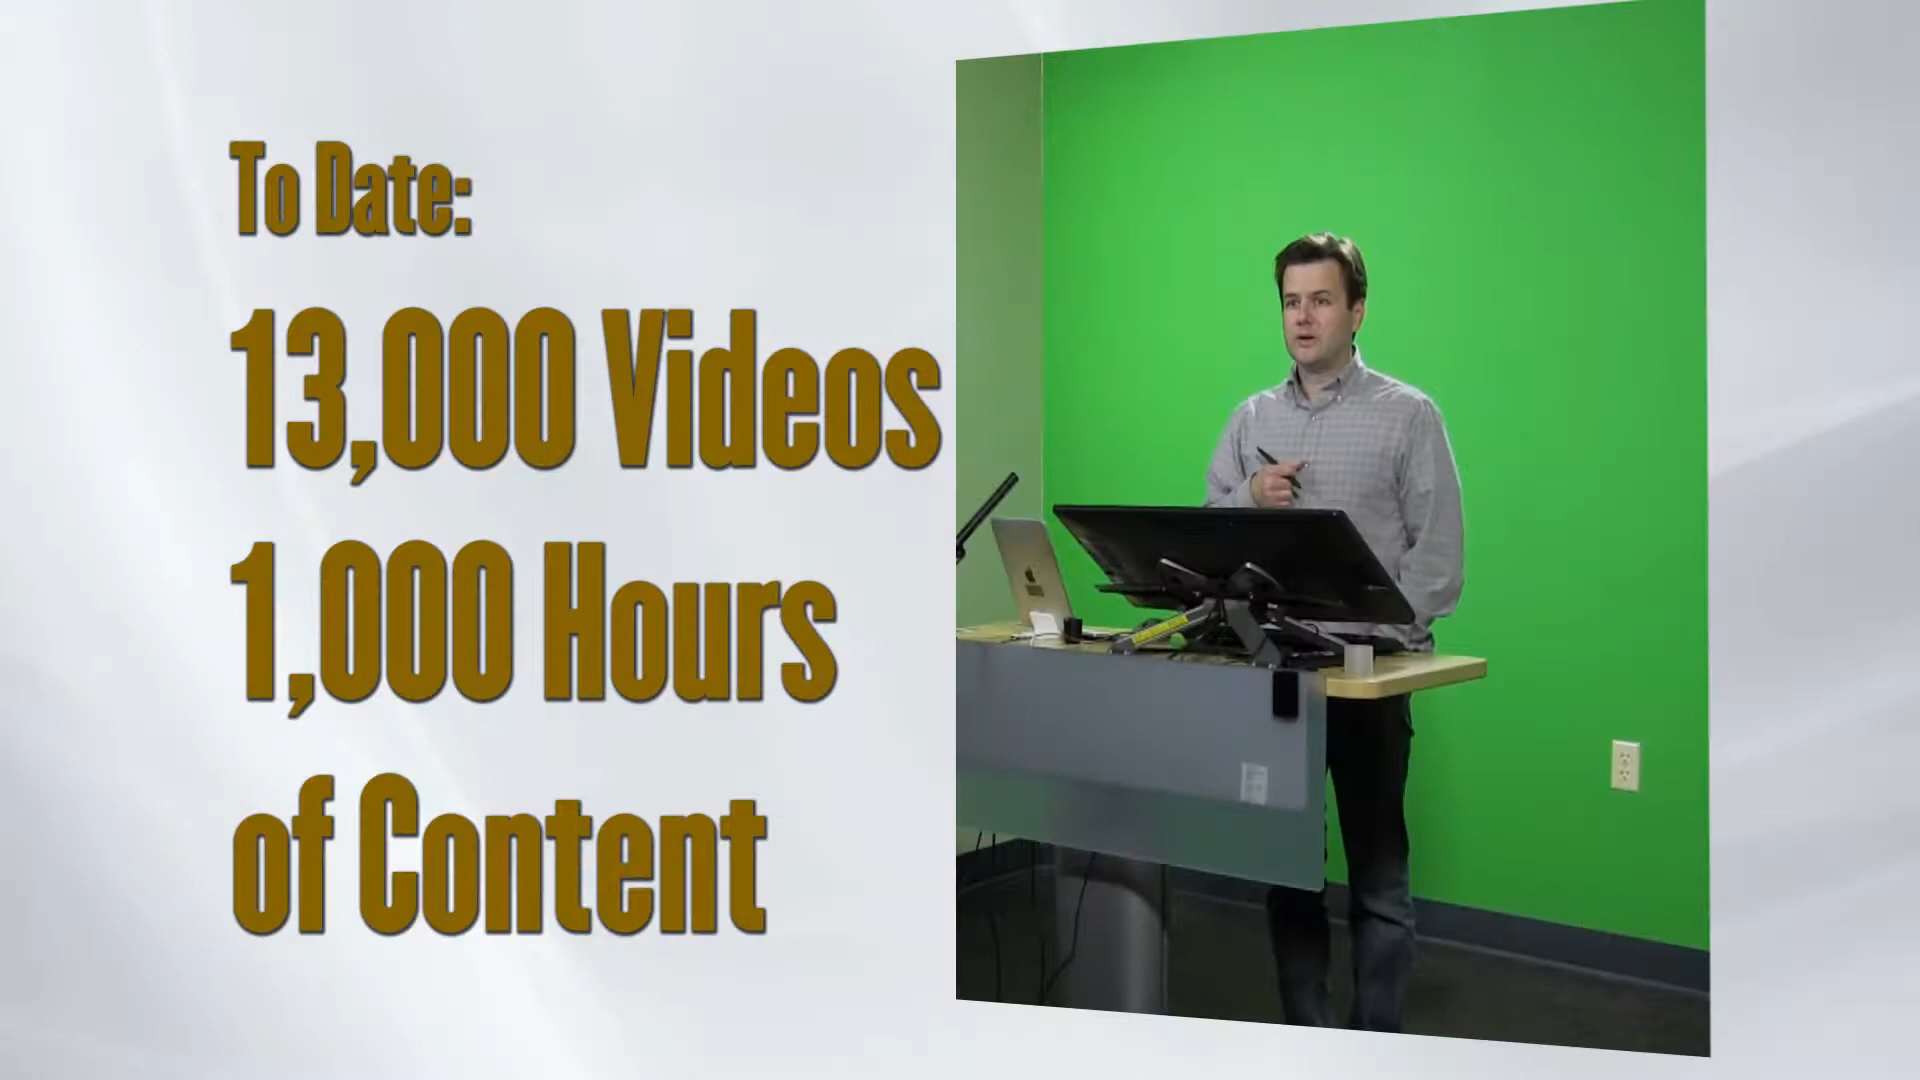 To Date:
13,000 Videos
1,000 Hours
of Content